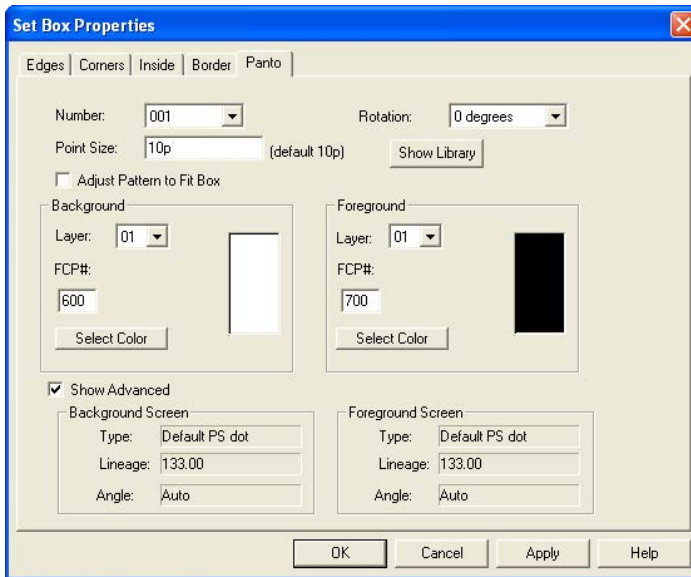 Set Box Properties
Edges Corners Inside Border Panto
Number: 001 Rotation: 0 degrees
Point Size: 10p (default 10p) Show Library
Adjust Pattern to Fit Box
Background Foreground
Layer: 01 Layer: 01
FCP#: FCP#:
600 700
Select Color Select Color
Show Advanced
Background Screen Foreground Screen
Type: Default PS dot Type: Default PS dot
Lineage: 133.00 Lineage: 133.00
Angle: Auto Angle: Auto
OK Cancel Apply Help